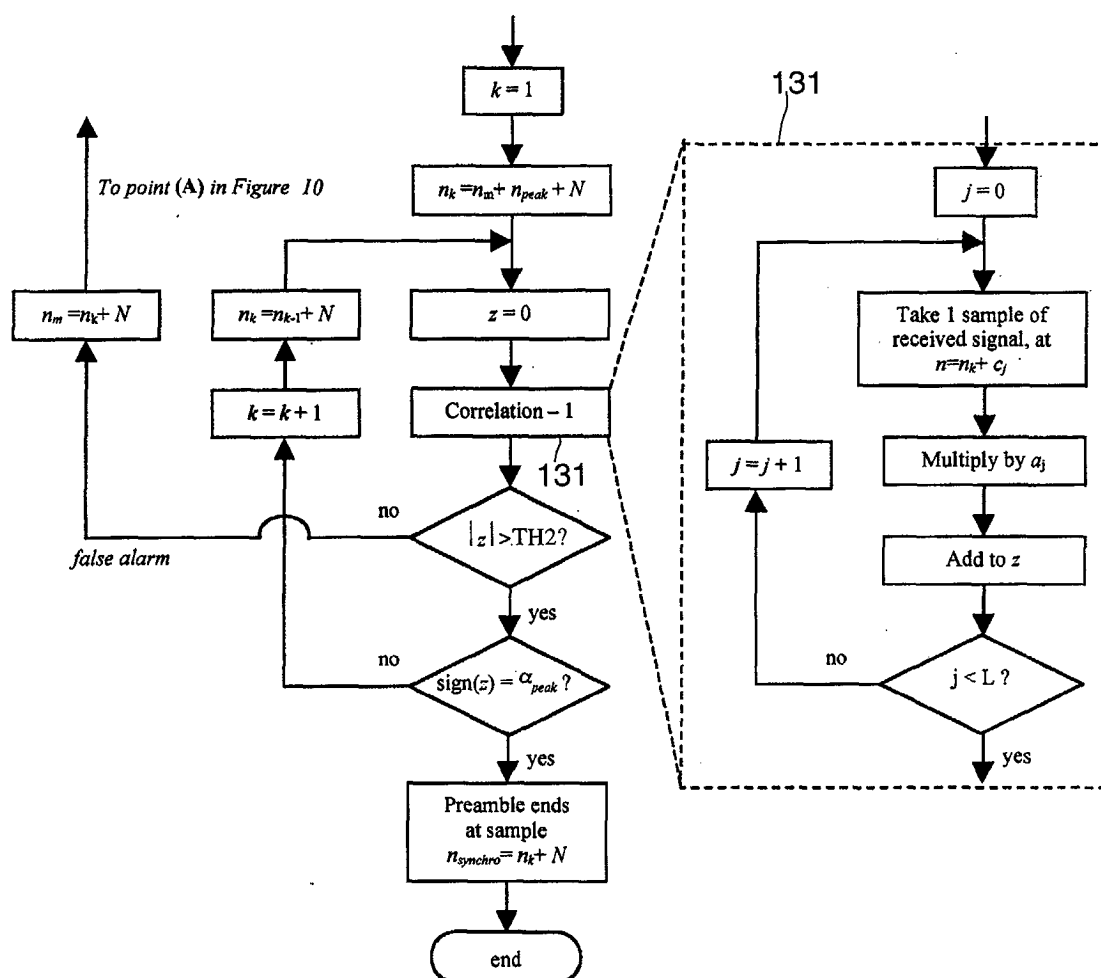 k = 1
131
To point (A) in Figure 10
n_k = n_m + n_peak + N
j = 0
n_m = n_k + N
n_k = n_{k-1} + N
z = 0
Take 1 sample of
received signal, at
n = n_k + c_j
k = k + 1
Correlation – 1
131
j = j + 1
Multiply by a_j
no
|z| > TH2?
false alarm
Add to z
yes
no
sign(z) = α_peak ?
no
j < L ?
yes
yes
Preamble ends
at sample
n_synchro = n_k + N
end